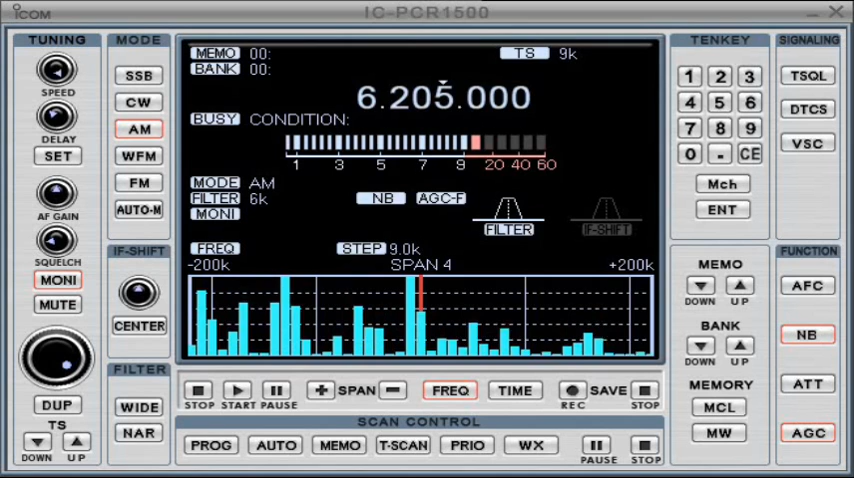 ICOM
IC-PCR1500
TUNING
SPEED
DELAY
SET
AF GAIN
SQUELCH
MONI
MUTE
DUP
TS
DOWN UP
MODE
SSB
CW
AM
WFM
FM
AUTO-M
IF-SHIFT
CENTER
FILTER
WIDE
NAR
MEMO 00: TS 9k
BANK 00:
6.205.000
BUSY CONDITION:
1 3 5 7 9 20 40 60
MODE AM
FILTER 6k NB AGC-F
MONI
FILTER IF-SHIFT
FREQ STEP 9.0k
-200k SPAN 4 +200k
+ SPAN - FREQ TIME SAVE
STOP START PAUSE REC STOP
SCAN CONTROL
PROG AUTO MEMO T-SCAN PRIO WX
PAUSE STOP
TENKEY
1 2 3
4 5 6
7 8 9
0 . CE
Mch
ENT
MEMO
DOWN UP
BANK
DOWN UP
MEMORY
MCL
MW
SIGNALING
TSQL
DTCS
VSC
FUNCTION
AFC
NB
ATT
AGC